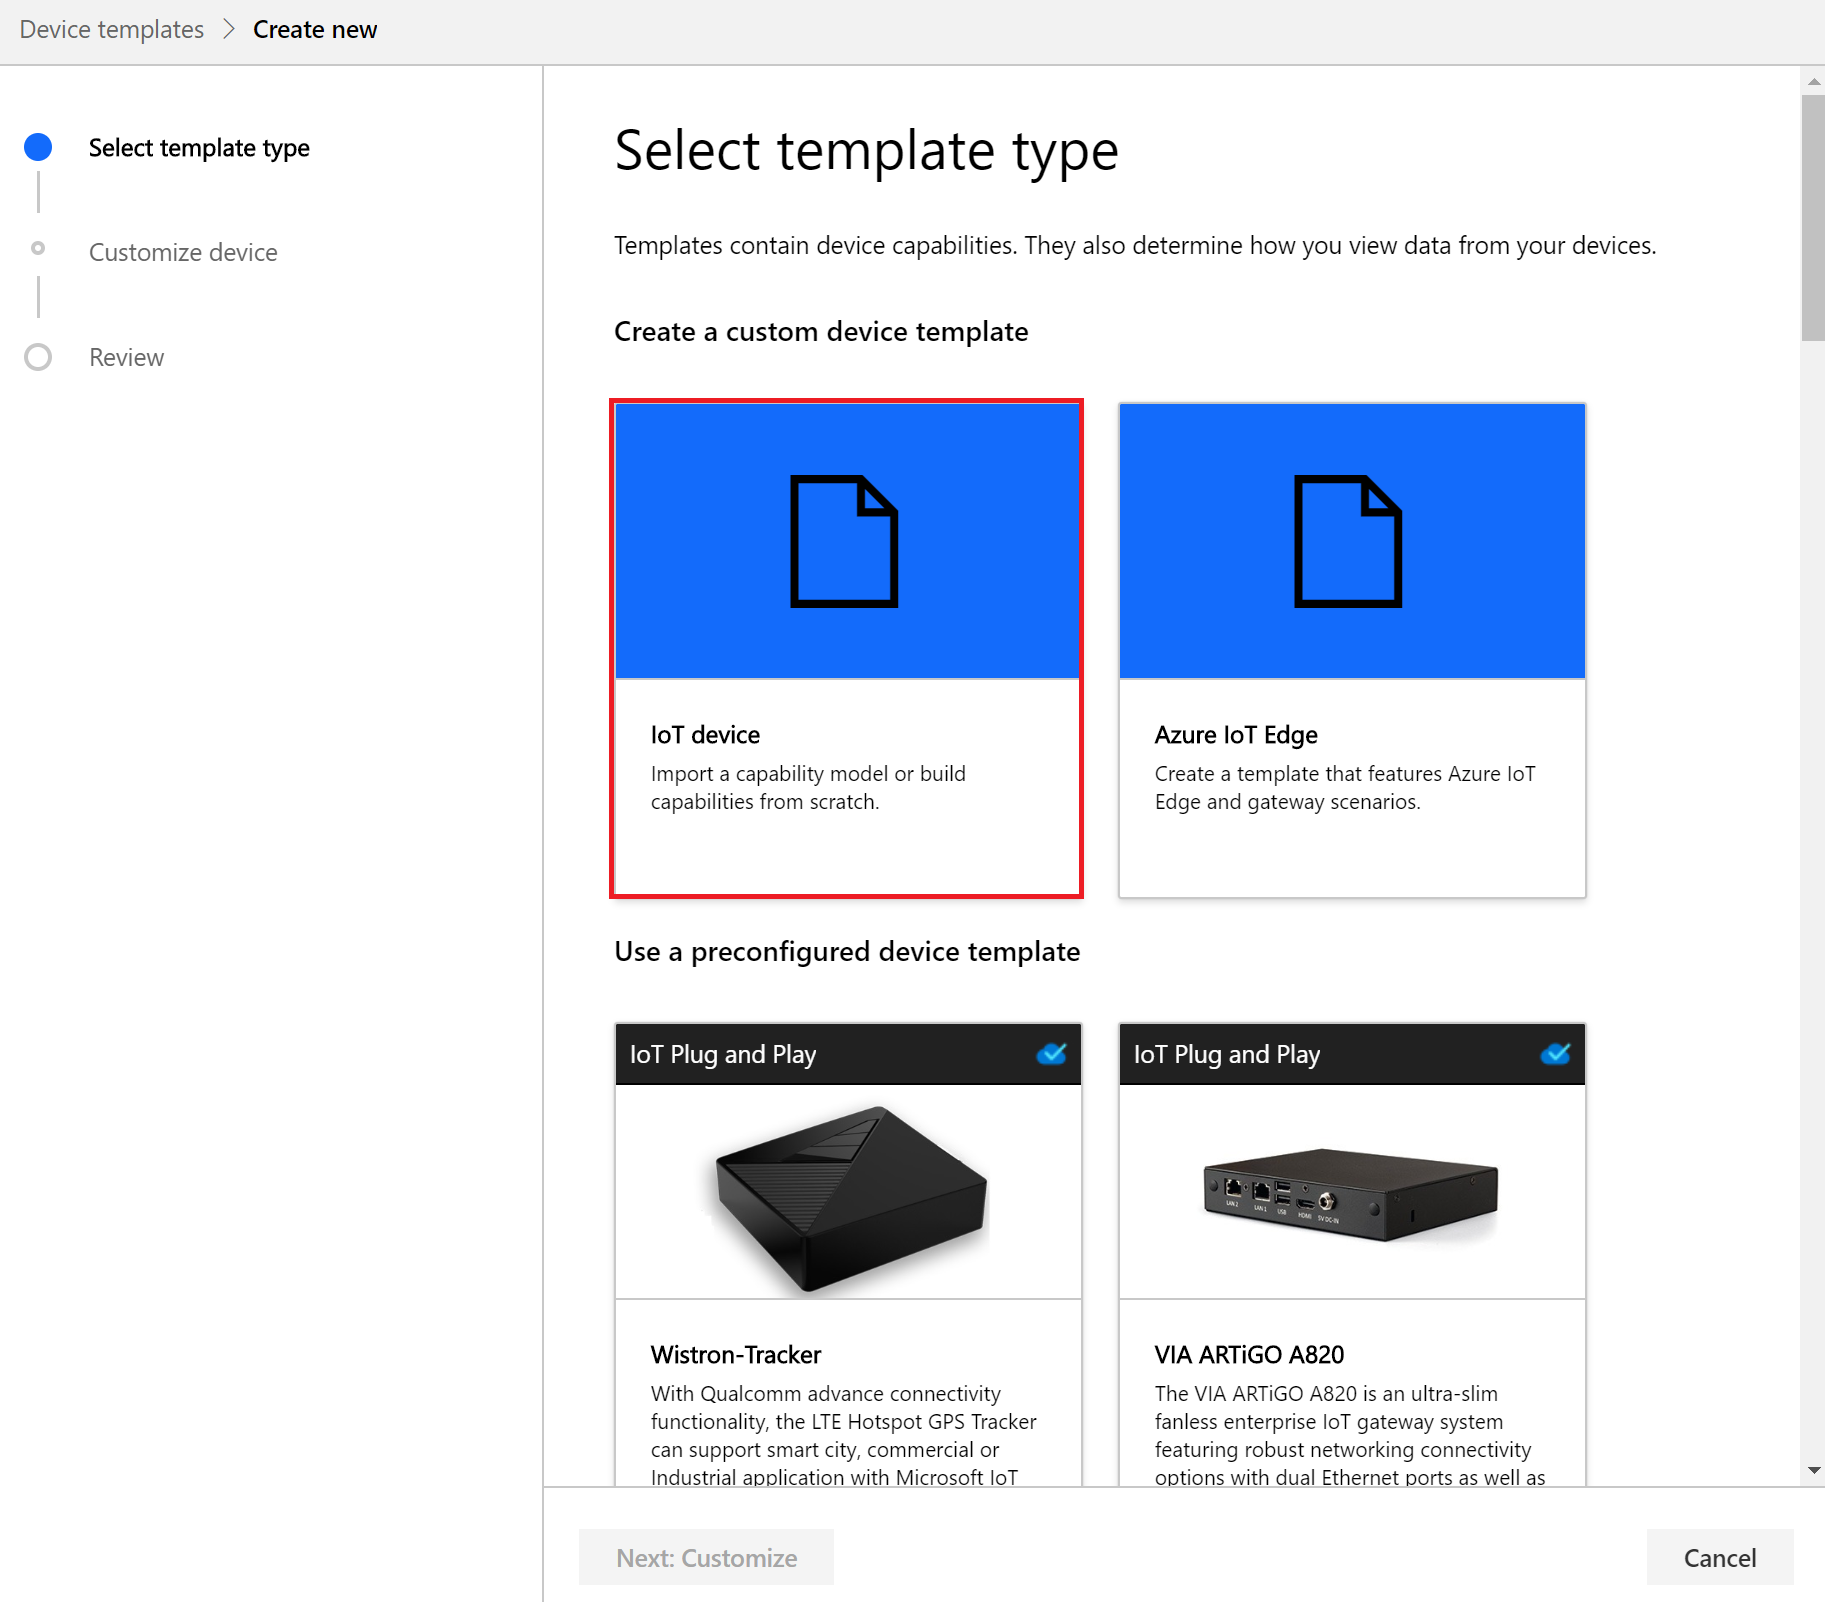 Device templates > Create new
Select template type
Customize device
Review
Select template type
Templates contain device capabilities. They also determine how you view data from your devices.
Create a custom device template
IoT device
Import a capability model or build
capabilities from scratch.
Azure IoT Edge
Create a template that features Azure IoT
Edge and gateway scenarios.
Use a preconfigured device template
IoT Plug and Play
Wistron-Tracker
With Qualcomm advance connectivity
functionality, the LTE Hotspot GPS Tracker
can support smart city, commercial or
Industrial application with Microsoft IoT
IoT Plug and Play
LAN 2
LAN 1
USB
HDMI
5V DC-IN
VIA ARTiGO A820
The VIA ARTiGO A820 is an ultra-slim
fanless enterprise IoT gateway system
featuring robust networking connectivity
options with dual Ethernet ports as well as
Next: Customize
Cancel